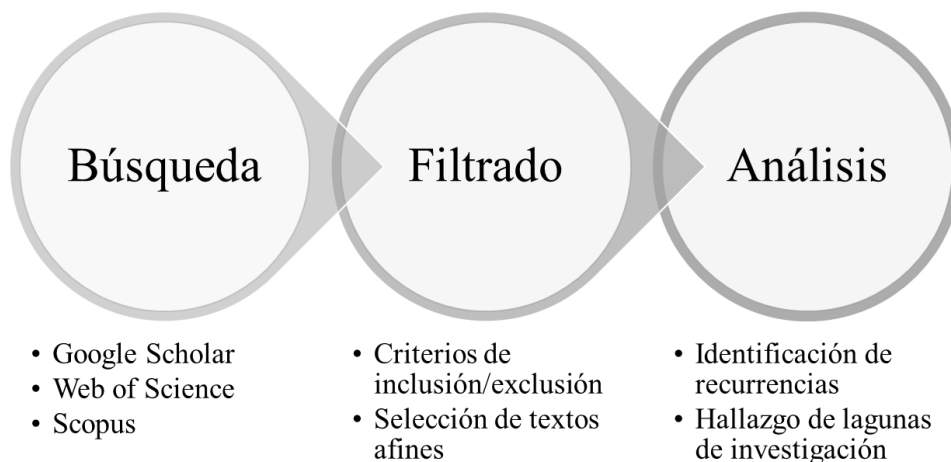 Búsqueda
Filtrado
Análisis
• Google Scholar
• Web of Science
• Scopus
• Criterios de
inclusión/exclusión
• Selección de textos
afines
• Identificación de
recurrencias
• Hallazgo de lagunas
de investigación